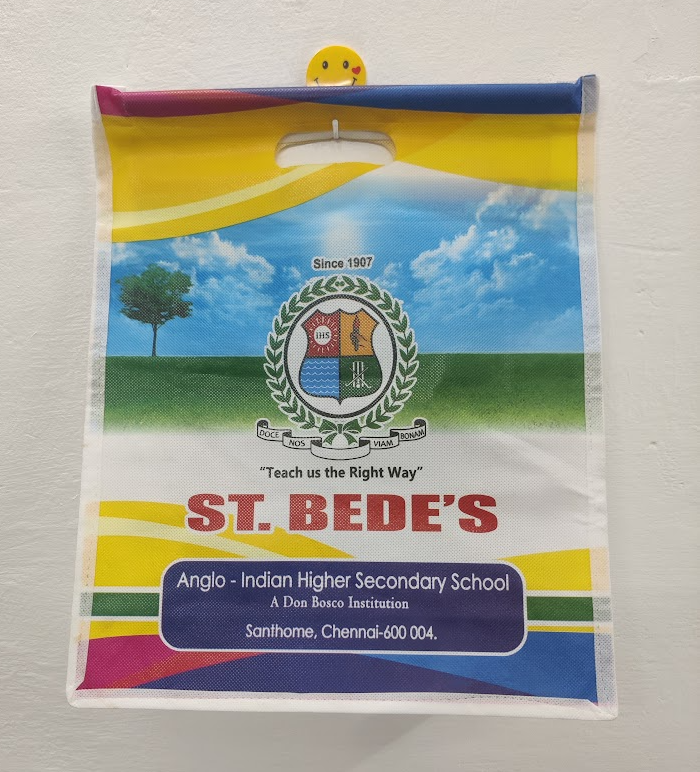 Since 1907
IHS
DOCE NOS VIAM BONAM
“Teach us the Right Way”
ST. BEDE’S
Anglo - Indian Higher Secondary School
A Don Bosco Institution
Santhome, Chennai-600 004.